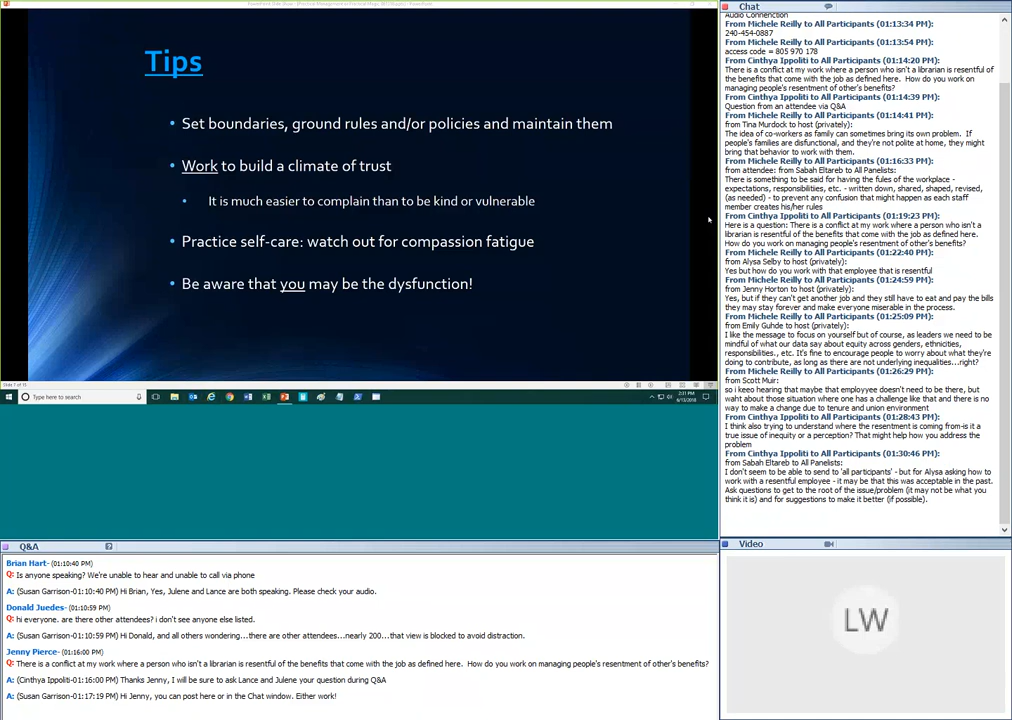 Tips
• Set boundaries, ground rules and/or policies and maintain them
• Work to build a climate of trust
• It is much easier to complain than to be kind or vulnerable
• Practice self-care: watch out for compassion fatigue
• Be aware that you may be the dysfunction!
Slide 7 of 15
Type here to search
2:31 PM
6/13/2018
Chat
Audio Connenction
From Michele Reilly to All Participants (01:13:34 PM):
240-454-0887
From Michele Reilly to All Participants (01:13:54 PM):
access code = 805 970 178
From Cinthya Ippoliti to All Participants (01:14:20 PM):
There is a conflict at my work where a person who isn't a librarian is resentful of
the benefits that come with the job as defined here. How do you work on
managing people's resentment of other's benefits?
From Cinthya Ippoliti to All Participants (01:14:39 PM):
Question from an attendee via Q&A
From Michele Reilly to All Participants (01:14:41 PM):
from Tina Murdock to host (privately):
The idea of co-workers as family can sometimes bring its own problem. If
people's families are disfunctional, and they're not polite at home, they might
bring that behavior to work with them.
From Cinthya Ippoliti to All Participants (01:16:33 PM):
from attendee: from Sabah Eltareb to All Panelists:
There is something to be said for having the fules of the workplace -
expectations, responsibilities, etc. - written down, shared, shaped, revised,
(as needed) - to prevent any confusion that might happen as each staff
member creates his/her rules
From Cinthya Ippoliti to All Participants (01:19:23 PM):
Here is a question: There is a conflict at my work where a person who isn't a
librarian is resentful of the benefits that come with the job as defined here.
How do you work on managing people's resentment of other's benefits?
From Michele Reilly to All Participants (01:22:40 PM):
from Alysa Selby to host (privately):
Yes but how do you work with that employee that is resentful
From Michele Reilly to All Participants (01:24:59 PM):
from Jenny Horton to host (privately):
Yes, but if they can't get another job and they still have to eat and pay the bills
they may stay forever and make everyone miserable in the process.
From Michele Reilly to All Participants (01:25:09 PM):
from Emily Guhde to host (privately):
I like the message to focus on yourself but of course, as leaders we need to be
mindful of what our data say about equity across genders, ethnicities,
responsibilities., etc. It's fine to encourage people to worry about what they're
doing to contribute, as long as there are not underlying inequalities...right?
From Michele Reilly to All Participants (01:26:29 PM):
from Scott Muir:
so i keeo hearing that maybe that employyee doesn't need to be there, but
waht about those situation where one has a challenge like that and there is no
way to make a change due to tenure and union environment
From Cinthya Ippoliti to All Participants (01:28:43 PM):
I think also trying to understand where the resentment is coming from-is it a
true issue of inequity or a perception? That might help how you address the
problem
From Cinthya Ippoliti to All Participants (01:30:46 PM):
from Sabah Eltareb to All Panelists:
I don't seem to be able to send to 'all participants' - but for Alysa asking how to
work with a resentful employee - it may be that this was acceptable in the past.
Ask questions to get to the root of the issue/problem (it may not be what you
think it is) and for suggestions to make it better (if possible).
Q&A
Brian Hart- (01:10:40 PM)
Q: Is anyone speaking? We're unable to hear and unable to call via phone
A: (Susan Garrison-01:10:40 PM) Hi Brian, Yes, Julene and Lance are both speaking. Please check your audio.
Donald Juedes- (01:10:59 PM)
Q: hi everyone. are there other attendees? i don't see anyone else listed.
A: (Susan Garrison-01:10:59 PM) Hi Donald, and all others wondering...there are other attendees...nearly 200...that view is blocked to avoid distraction.
Jenny Pierce- (01:16:00 PM)
Q: There is a conflict at my work where a person who isn't a librarian is resentful of the benefits that come with the job as defined here. How do you work on managing people's resentment of other's benefits?
A: (Cinthya Ippoliti-01:16:00 PM) Thanks Jenny, I will be sure to ask Lance and Julene your question during Q&A
A: (Susan Garrison-01:17:19 PM) Hi Jenny, you can post here or in the Chat window. Either work!
Video
LW